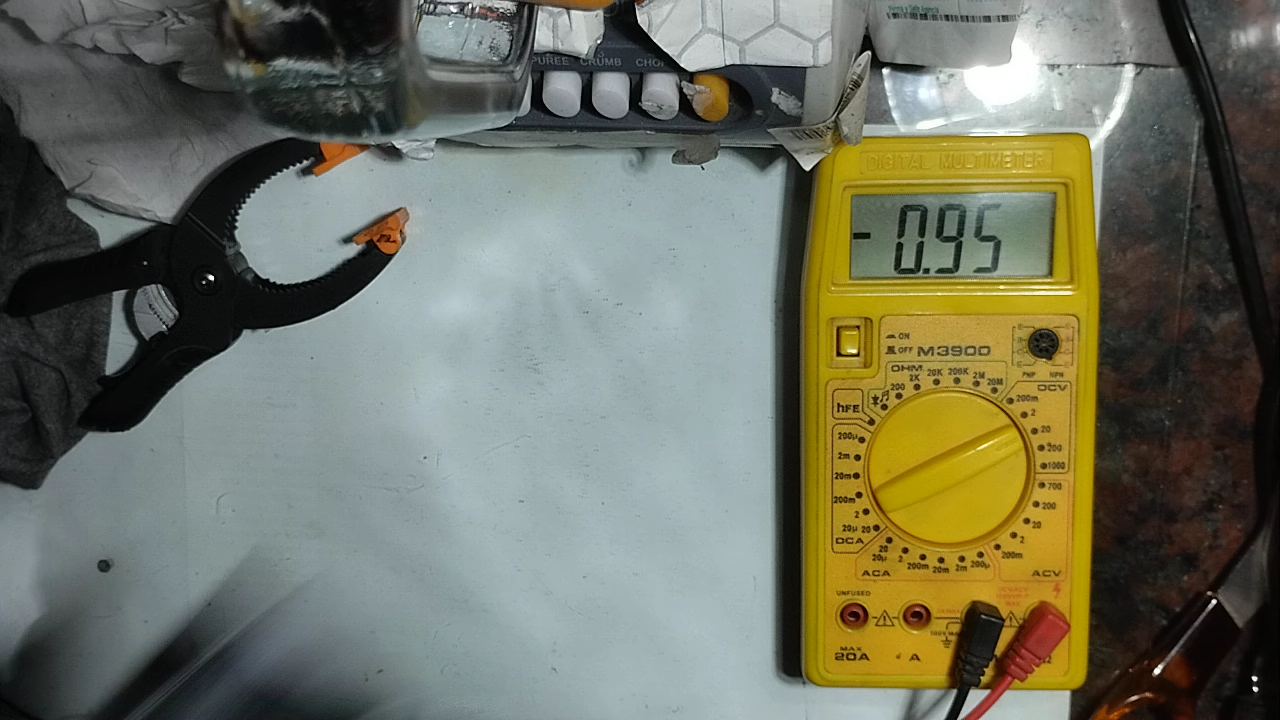 PUREE CRUMB CHOP
DIGITAL MULTIMETER
- 0.95
ON
OFF M3900
PNP NPN
OHM
200 2K 20K 200K 2M 20M
DCV
200m
2
20
200
1000
hFE
200µ
2m
20m
200m
2
20µ 20
DCA
700
200
20
2
200m
ACV
20
20µ 2 200m 20m 2m 200µ
ACA
UNFUSED
MAX
20A A